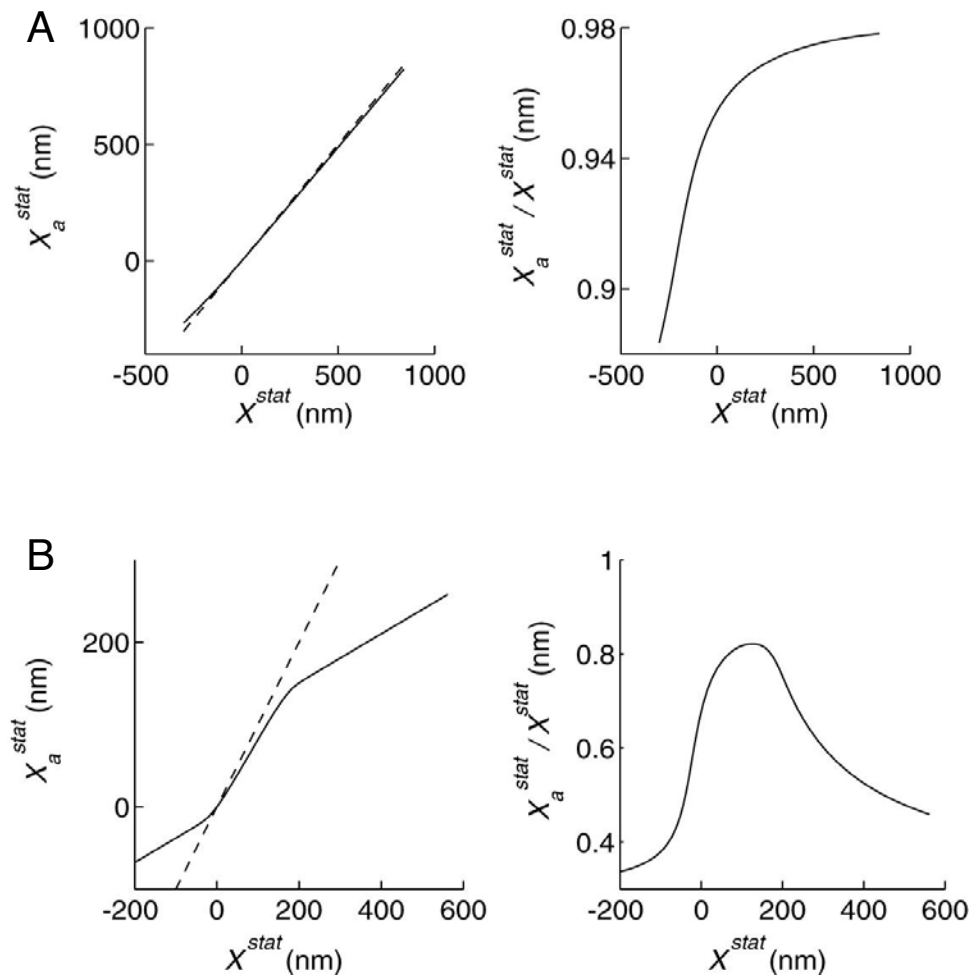 A
1000
500
0
-500 0 500 1000
X^stat (nm)
X_a^stat (nm)
0.98
0.94
0.9
-500 0 500 1000
X^stat (nm)
X_a^stat / X^stat (nm)
B
200
0
-200 0 200 400 600
X^stat (nm)
X_a^stat (nm)
1
0.8
0.6
0.4
-200 0 200 400 600
X^stat (nm)
X_a^stat / X^stat (nm)